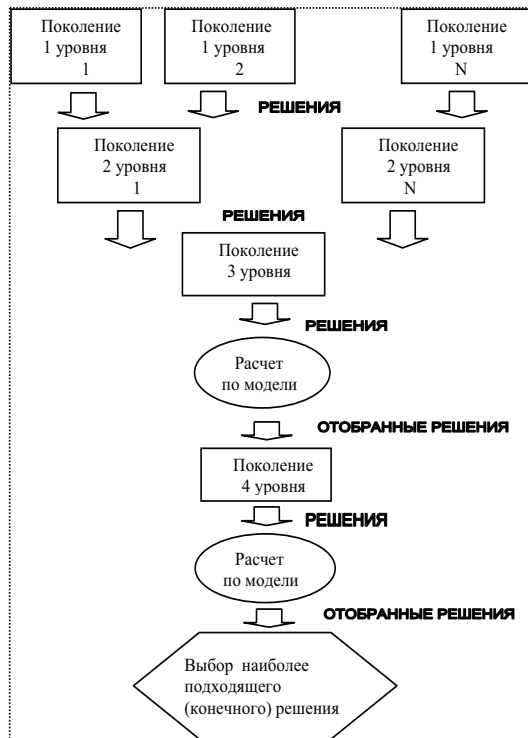 Поколение
1 уровня
1
Поколение
1 уровня
2
Поколение
1 уровня
N
РЕШЕНИЯ
Поколение
2 уровня
1
Поколение
2 уровня
N
РЕШЕНИЯ
Поколение
3 уровня
РЕШЕНИЯ
Расчет
по модели
ОТОБРАННЫЕ РЕШЕНИЯ
Поколение
4 уровня
РЕШЕНИЯ
Расчет
по модели
ОТОБРАННЫЕ РЕШЕНИЯ
Выбор наиболее
подходящего
(конечного) решения